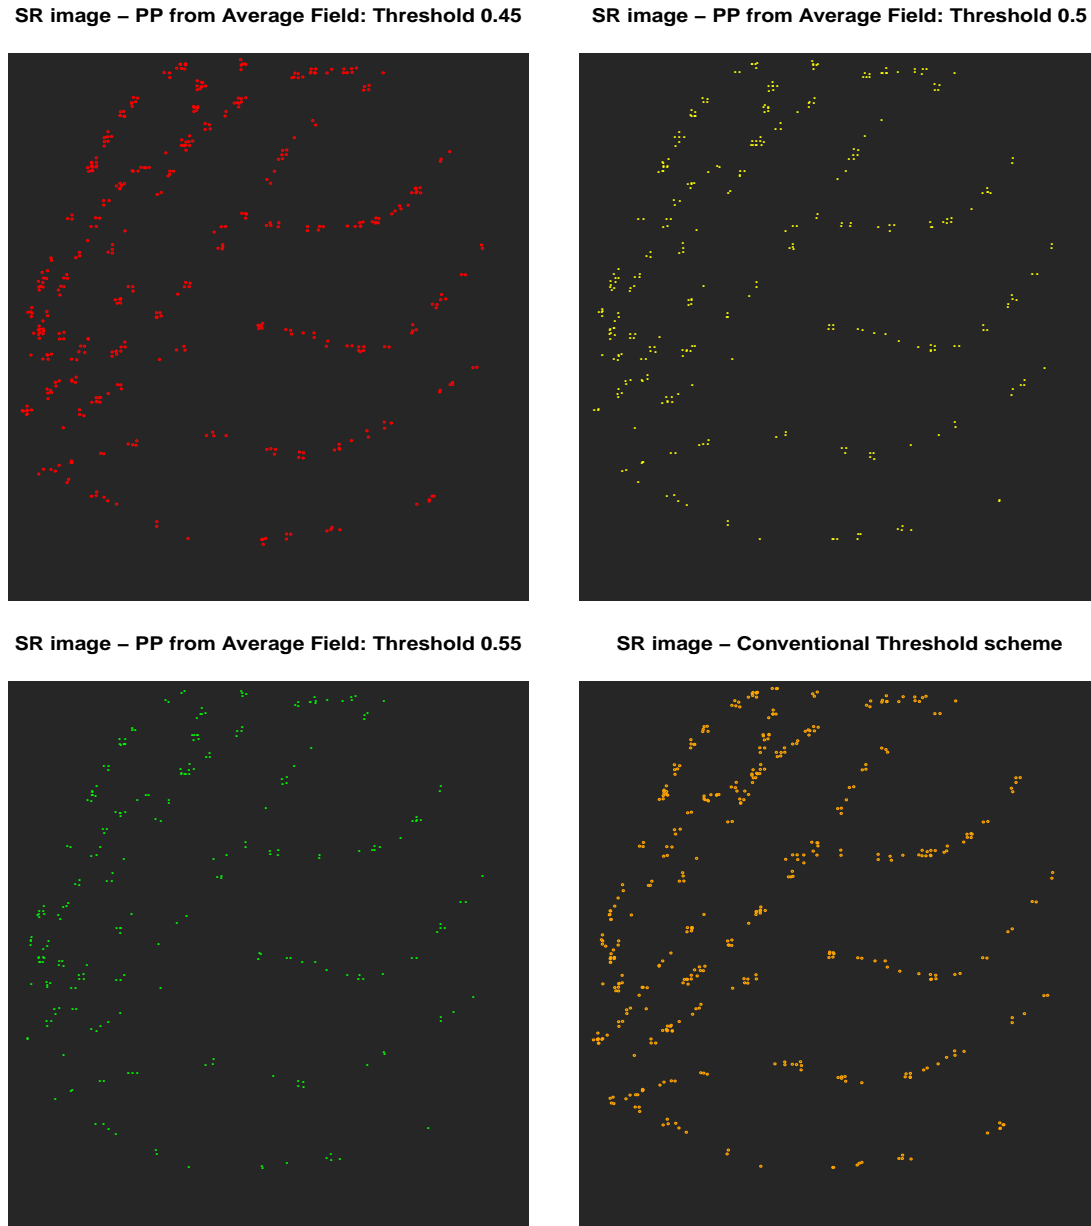 SR image – PP from Average Field: Threshold 0.45
SR image – PP from Average Field: Threshold 0.5
SR image – PP from Average Field: Threshold 0.55
SR image – Conventional Threshold scheme